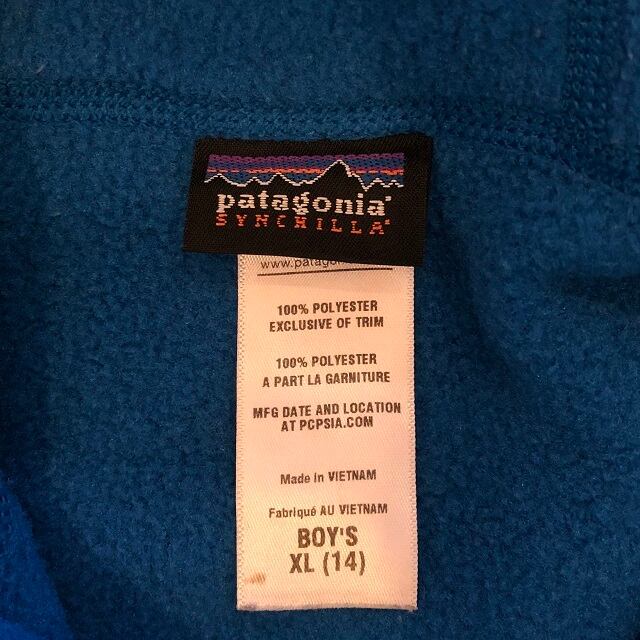 patagonia®
SYNCHILLA®
100% POLYESTER
EXCLUSIVE OF TRIM
100% POLYESTER
A PART LA GARNITURE
MFG DATE AND LOCATION
AT PCPSIA.COM
Made in VIETNAM
Fabriqué AU VIETNAM
BOY'S
XL (14)